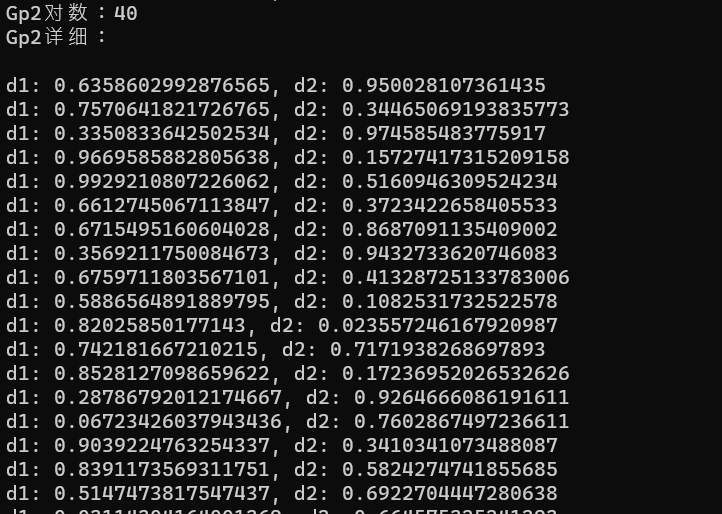 Gp2对数：40
Gp2详细：
d1: 0.6358602992876565, d2: 0.950028107361435
d1: 0.7570641821726765, d2: 0.34465069193835773
d1: 0.3350833642502534, d2: 0.974585483775917
d1: 0.9669585882805638, d2: 0.15727417315209158
d1: 0.9929210807226062, d2: 0.5160946309524234
d1: 0.6612745067113847, d2: 0.3723422658405533
d1: 0.6715495160604028, d2: 0.8687091135409002
d1: 0.3569211750084673, d2: 0.9432733620746083
d1: 0.6759711803567101, d2: 0.41328725133783006
d1: 0.5886564891889795, d2: 0.1082531732522578
d1: 0.82025850177143, d2: 0.023557246167920987
d1: 0.742181667210215, d2: 0.7171938268697893
d1: 0.8528127098659622, d2: 0.17236952026532626
d1: 0.28786792012174667, d2: 0.9264666086191611
d1: 0.06723426037943436, d2: 0.7602867497236611
d1: 0.9039224763254337, d2: 0.3410341073488087
d1: 0.8391173569311751, d2: 0.5824274741855685
d1: 0.5147473817547437, d2: 0.6922704447280638